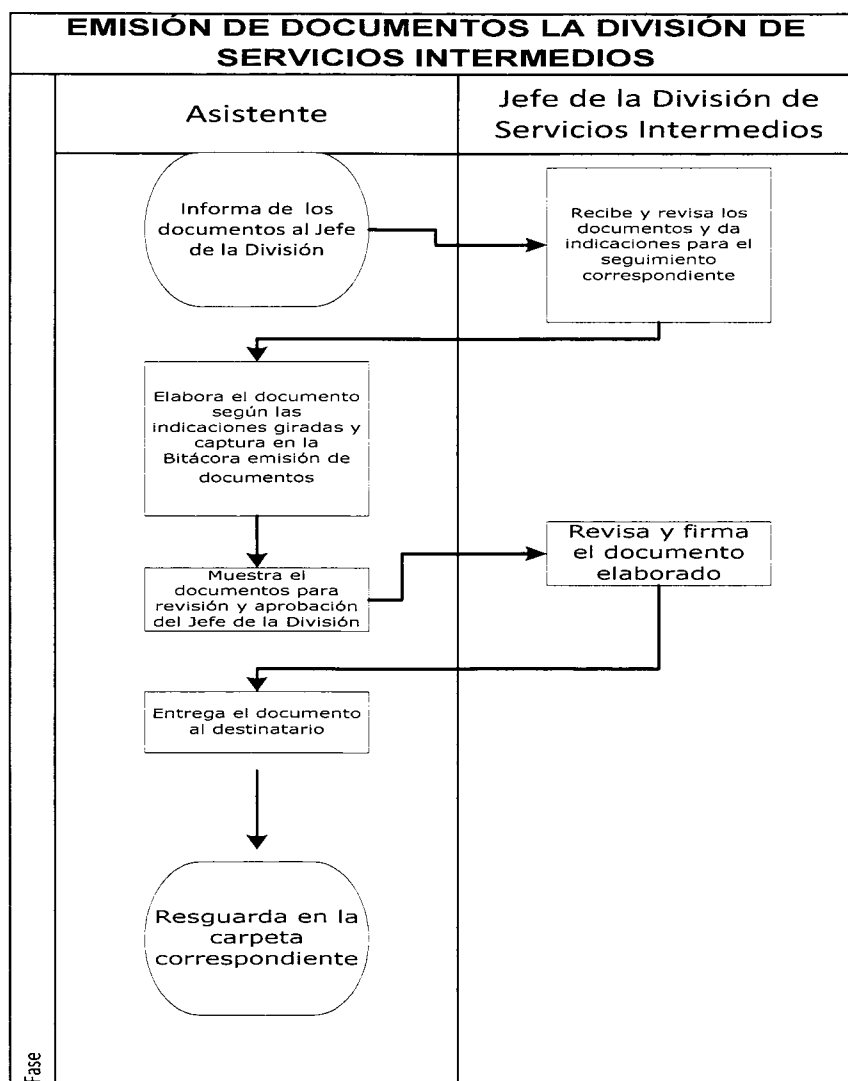 EMISIÓN DE DOCUMENTOS LA DIVISIÓN DE
SERVICIOS INTERMEDIOS
Asistente
Jefe de la División de
Servicios Intermedios
Informa de los
documentos al Jefe
de la División
Recibe y revisa los
documentos y da
indicaciones para el
seguimiento
correspondiente
Elabora el documento
según las
indicaciones giradas y
captura en la
Bitácora emisión de
documentos
Muestra el
documentos para
revisión y aprobación
del Jefe de la División
Revisa y firma
el documento
elaborado
Entrega el documento
al destinatario
Resguarda en la
carpeta
correspondiente
Fase